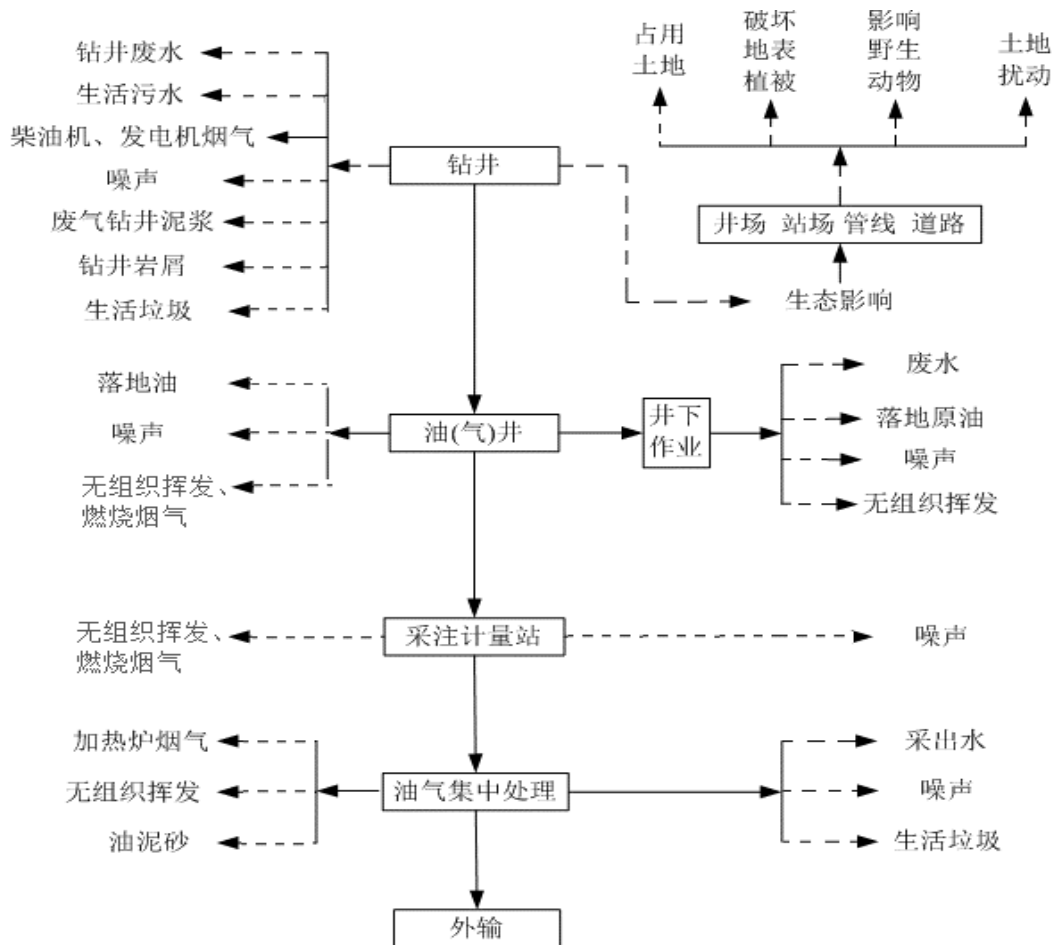 钻井废水
生活污水
柴油机、发电机烟气
噪声
废气钻井泥浆
钻井岩屑
生活垃圾
钻井
占用
土地
破坏
地表
植被
影响
野生
动物
土地
扰动
井场 站场 管线 道路
生态影响
落地油
噪声
无组织挥发、
燃烧烟气
油(气)井
井下
作业
废水
落地原油
噪声
无组织挥发
无组织挥发、
燃烧烟气
采注计量站
噪声
加热炉烟气
无组织挥发
油泥砂
油气集中处理
采出水
噪声
生活垃圾
外输